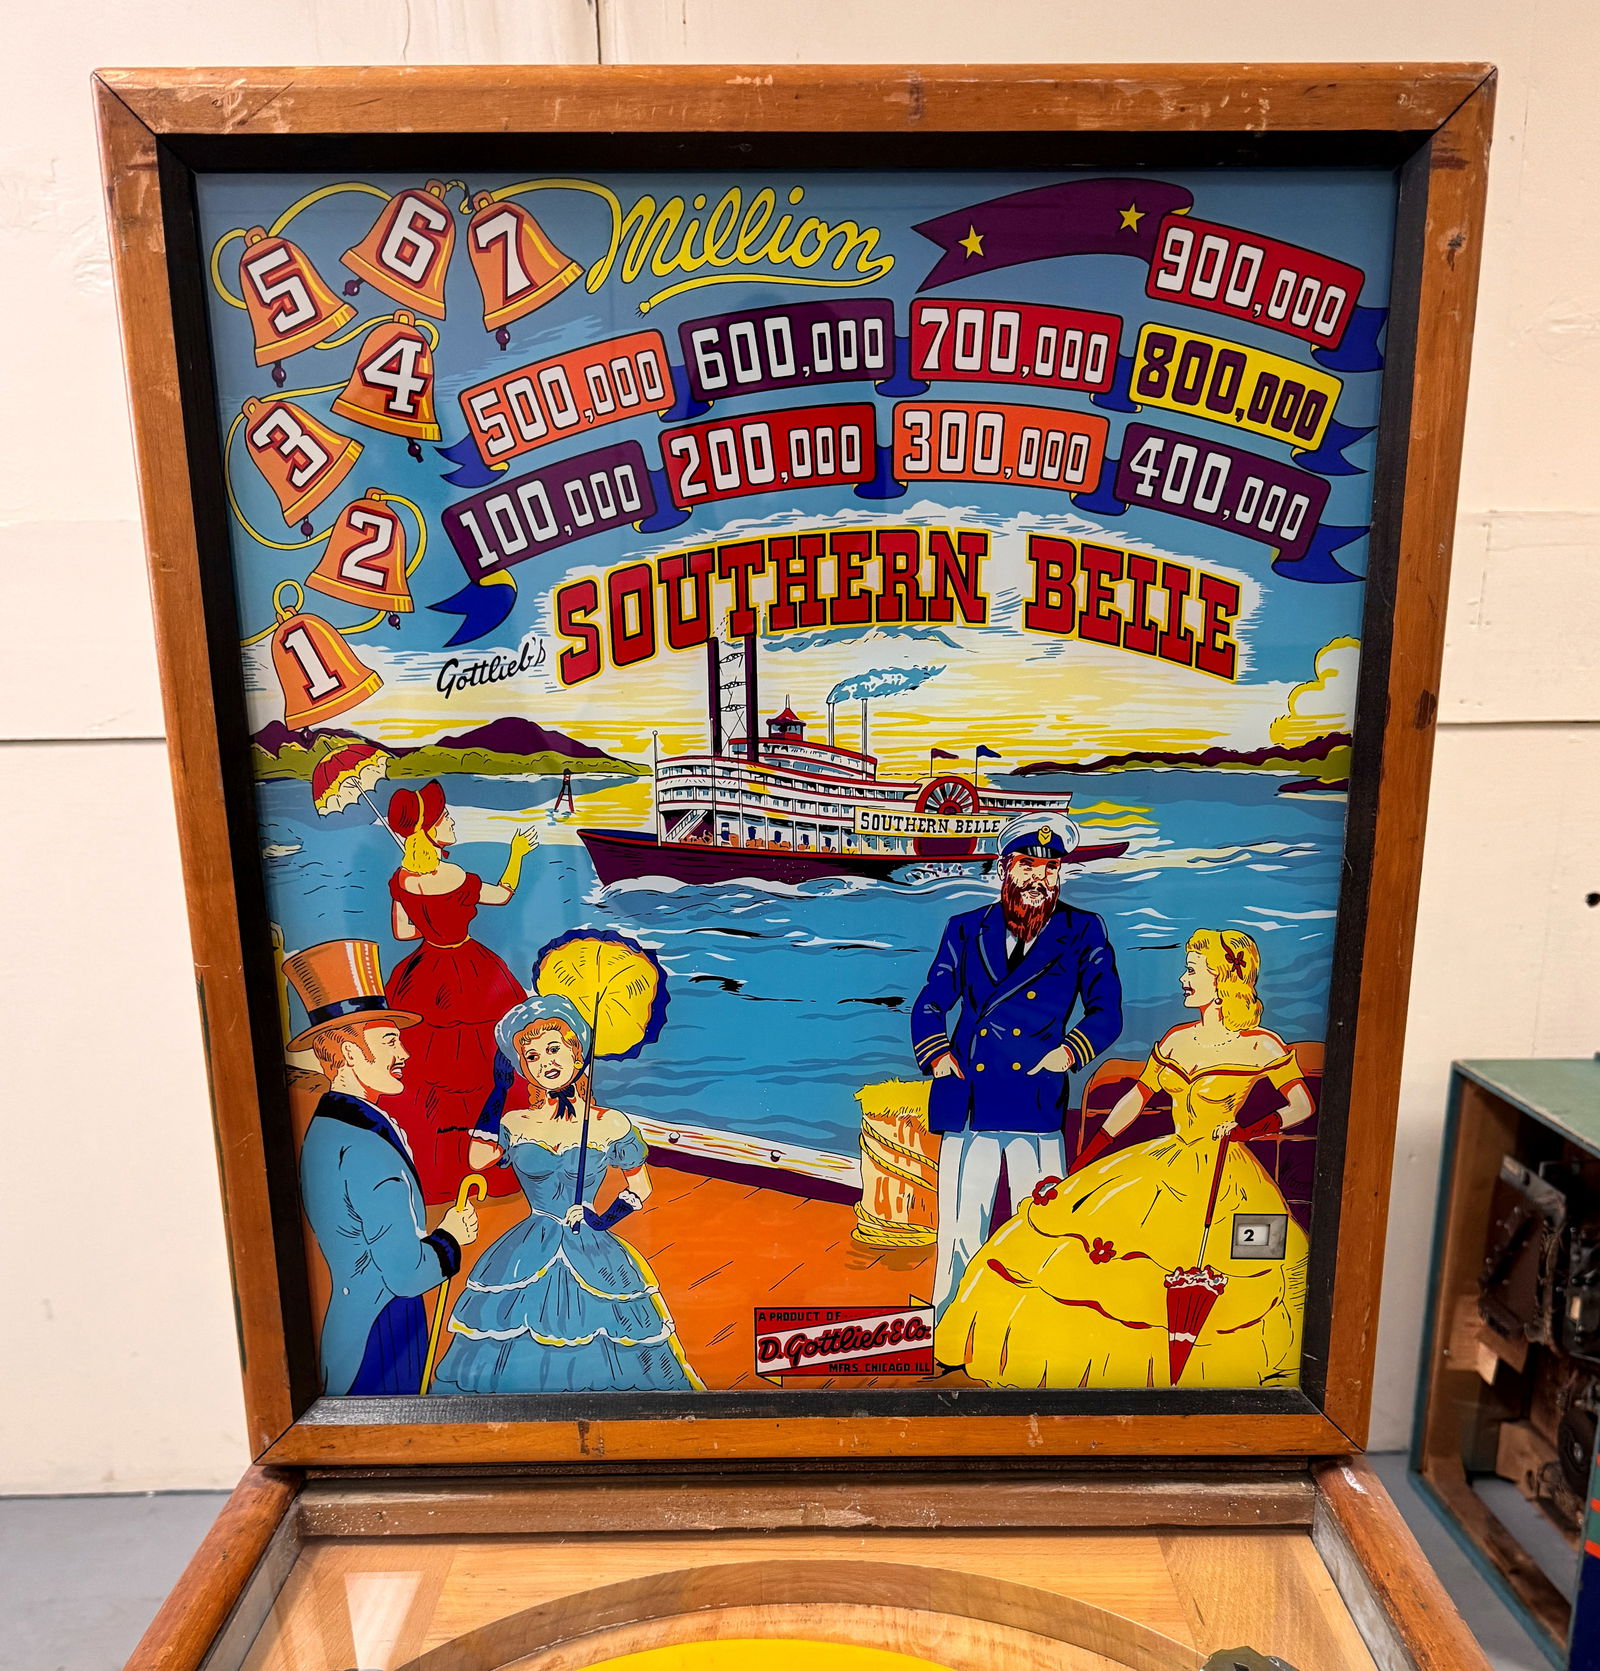 5 6 7 Million
4
3
2
1
900,000
500,000 600,000 700,000 800,000
100,000 200,000 300,000 400,000
Gottlieb's
SOUTHERN BELLE
SOUTHERN BELLE
2
A PRODUCT OF
D. Gottlieb & Co.
MFRS. CHICAGO ILL